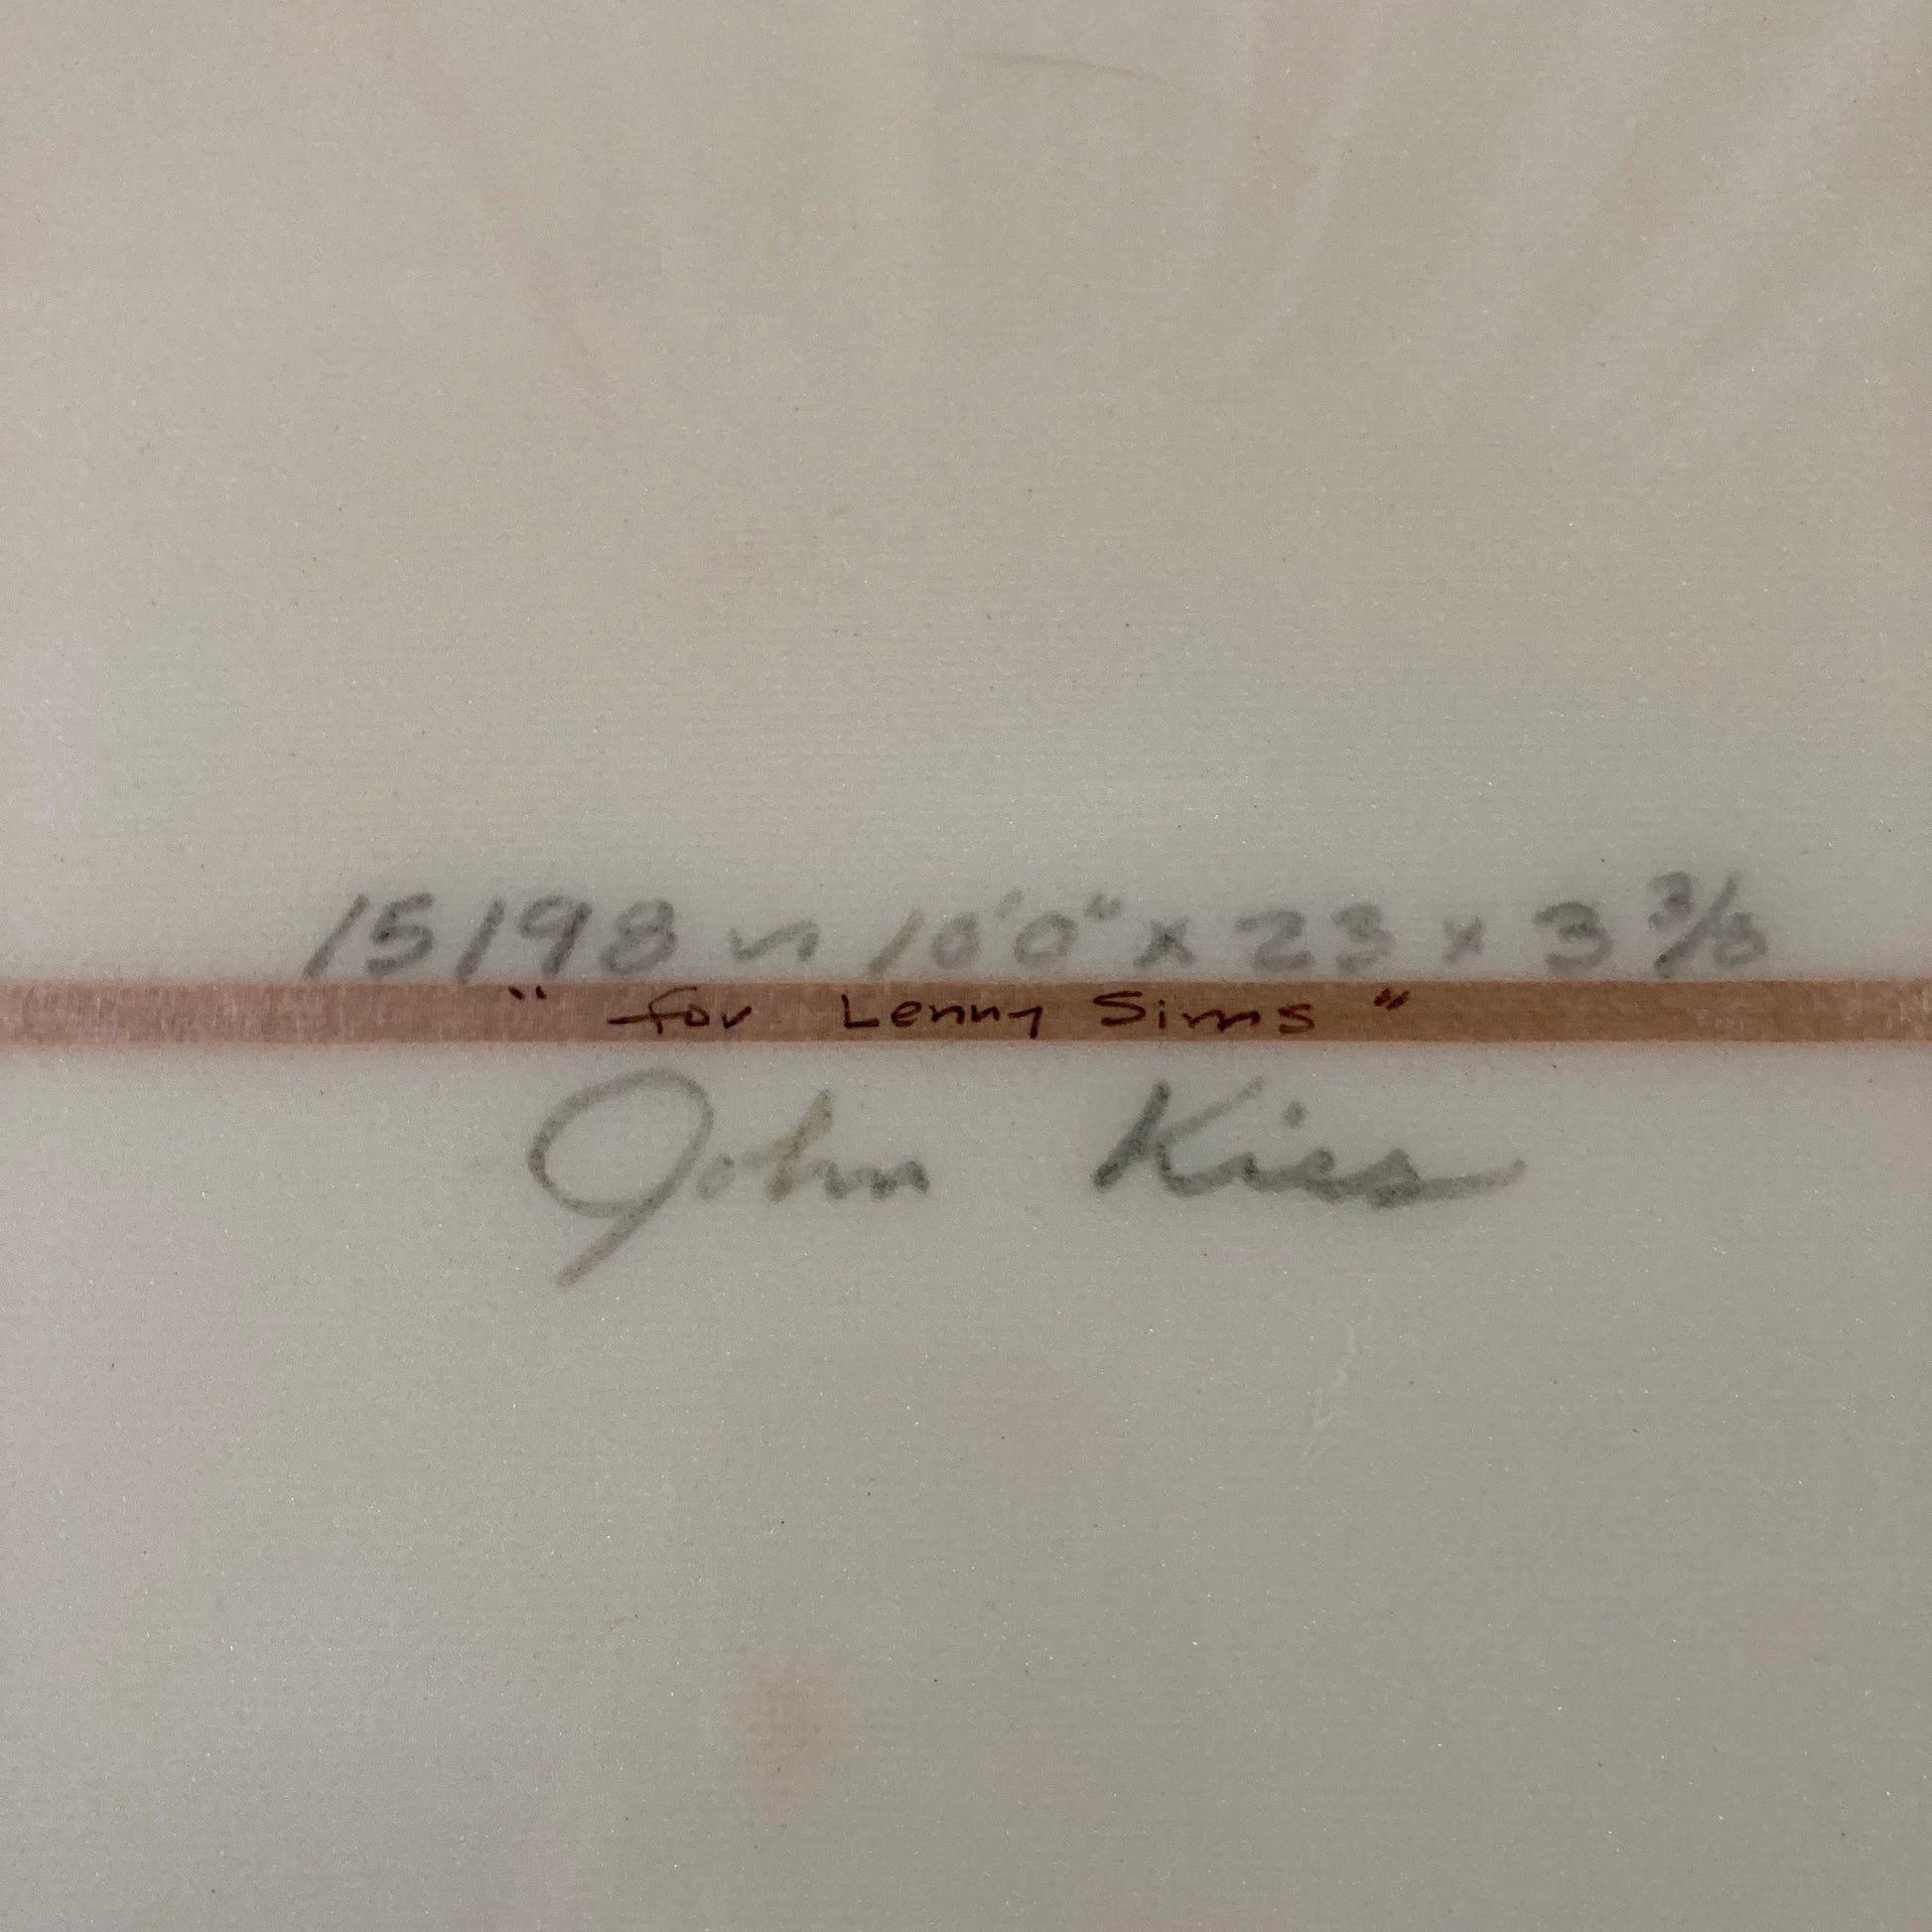 15198 ~ 10'0" x 23 x 3 3/8
"for Lenny Sims"
John Kies